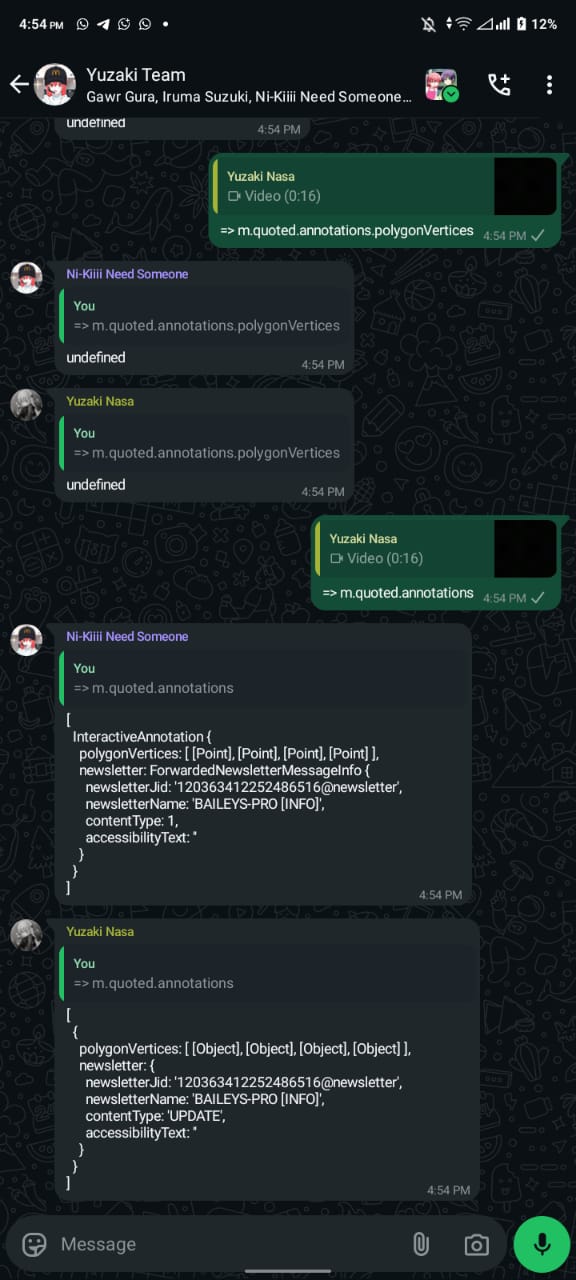 4:54 PM
12%
Yuzaki Team
Gawr Gura, Iruma Suzuki, Ni-Kiiii Need Someone...
undefined
4:54 PM
Yuzaki Nasa
Video (0:16)
=> m.quoted.annotations.polygonVertices
4:54 PM
Ni-Kiiii Need Someone
You
=> m.quoted.annotations.polygonVertices
undefined
4:54 PM
Yuzaki Nasa
You
=> m.quoted.annotations.polygonVertices
undefined
4:54 PM
Yuzaki Nasa
Video (0:16)
=> m.quoted.annotations
4:54 PM
Ni-Kiiii Need Someone
You
=> m.quoted.annotations
[
InteractiveAnnotation {
polygonVertices: [ [Point], [Point], [Point], [Point] ],
newsletter: ForwardedNewsletterMessageInfo {
newsletterJid: '120363412252486516@newsletter',
newsletterName: 'BAILEYS-PRO [INFO]',
contentType: 1,
accessibilityText: ''
}
}
]
4:54 PM
Yuzaki Nasa
You
=> m.quoted.annotations
[
{
polygonVertices: [ [Object], [Object], [Object], [Object] ],
newsletter: {
newsletterJid: '120363412252486516@newsletter',
newsletterName: 'BAILEYS-PRO [INFO]',
contentType: 'UPDATE',
accessibilityText: ''
}
}
]
4:54 PM
Message